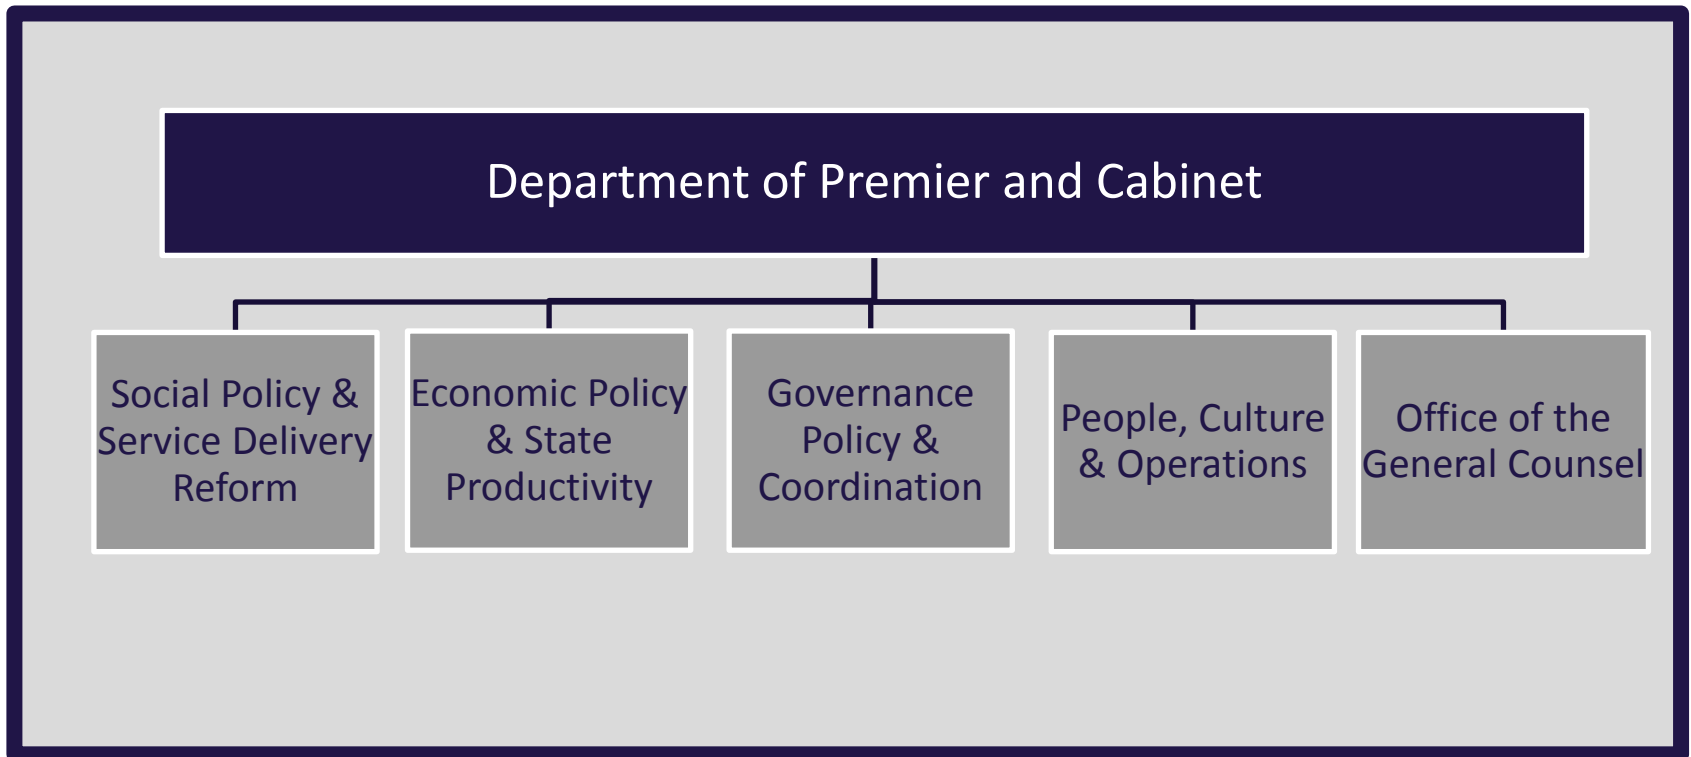 Department of Premier and Cabinet
Social Policy &
Service Delivery
Reform
Economic Policy
& State
Productivity
Governance
Policy &
Coordination
People, Culture
& Operations
Office of the
General Counsel